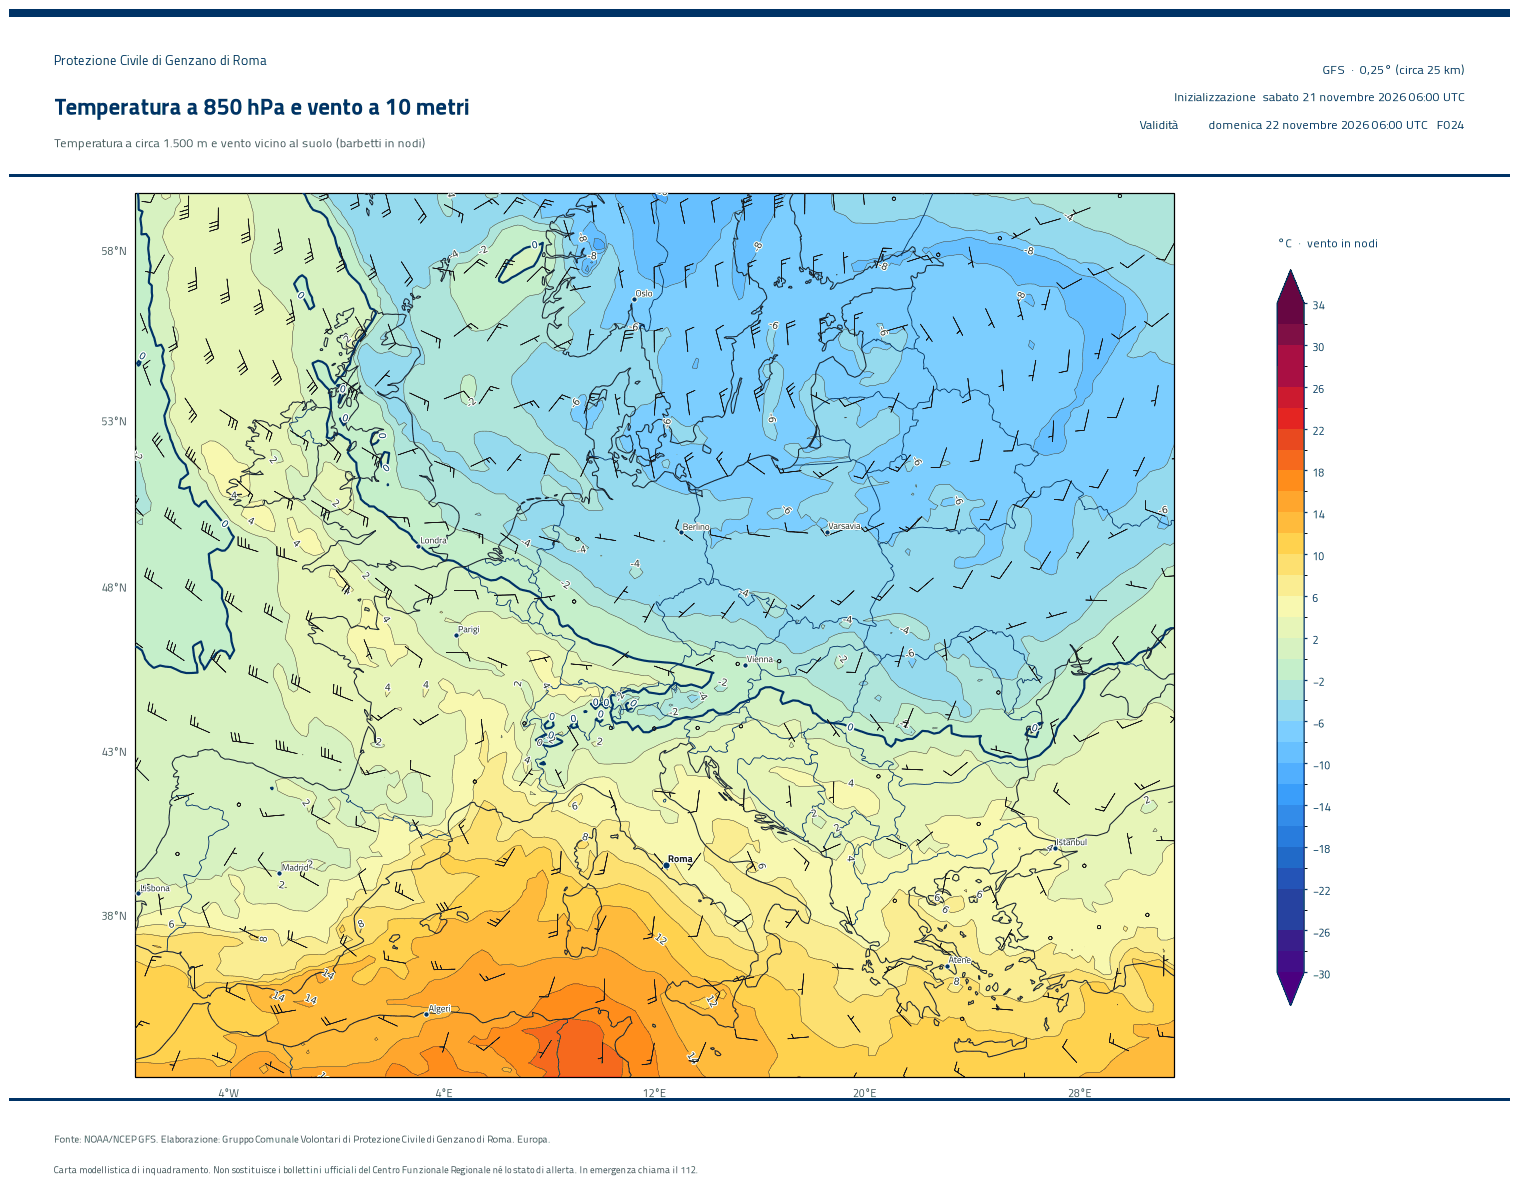 Protezione Civile di Genzano di Roma
Temperatura a 850 hPa e vento a 10 metri
Temperatura a circa 1.500 m e vento vicino al suolo (barbetti in nodi)
GFS · 0,25° (circa 25 km)
Inizializzazione sabato 21 novembre 2026 06:00 UTC
Validità domenica 22 novembre 2026 06:00 UTC F024
°C · vento in nodi
34
30
26
22
18
14
10
6
2
−2
−6
−10
−14
−18
−22
−26
−30
58°N
53°N
48°N
43°N
38°N
4°W
4°E
12°E
20°E
28°E
Oslo
Londra
Berlino
Varsavia
Parigi
Vienna
Roma
Istanbul
Madrid
Lisbona
Atene
Algeri
Fonte: NOAA/NCEP GFS. Elaborazione: Gruppo Comunale Volontari di Protezione Civile di Genzano di Roma. Europa.
Carta modellistica di inquadramento. Non sostituisce i bollettini ufficiali del Centro Funzionale Regionale né lo stato di allerta. In emergenza chiama il 112.